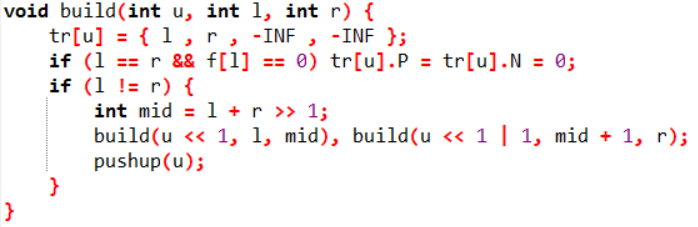 void build(int u, int l, int r) {
    tr[u] = { l , r , -INF , -INF };
    if (l == r && f[l] == 0) tr[u].P = tr[u].N = 0;
    if (l != r) {
        int mid = l + r >> 1;
        build(u << 1, l, mid), build(u << 1 | 1, mid + 1, r);
        pushup(u);
    }
}